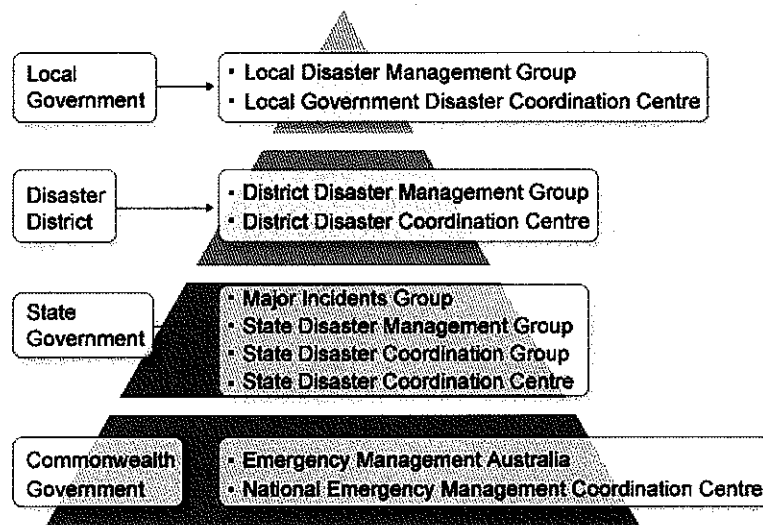 Local
Government
· Local Disaster Management Group
· Local Government Disaster Coordination Centre
Disaster
District
· District Disaster Management Group
· District Disaster Coordination Centre
State
Government
· Major Incidents Group
· State Disaster Management Group
· State Disaster Coordination Group
· State Disaster Coordination Centre
Commonwealth
Government
· Emergency Management Australia
· National Emergency Management Coordination Centre